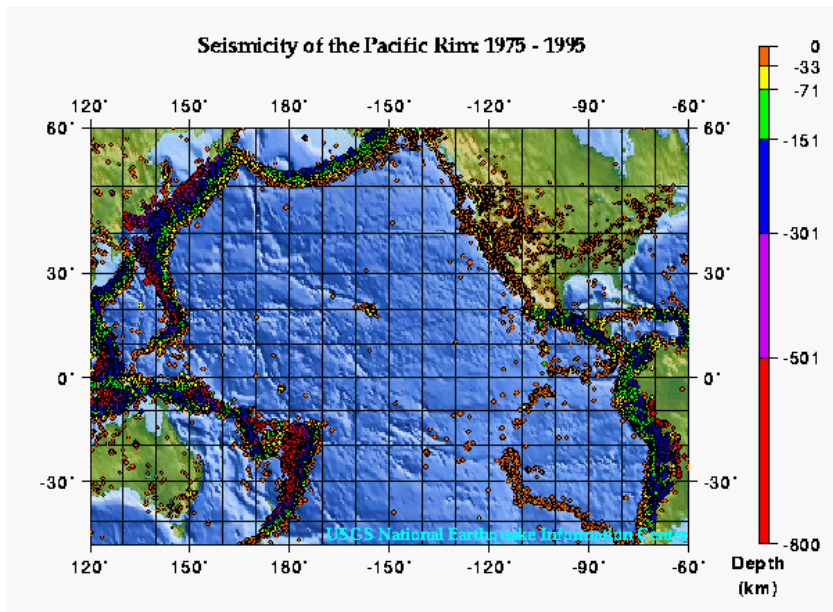 Seismicity of the Pacific Rim: 1975 - 1995
0
-33
-71
-151
-301
-501
-800
Depth
(km)
120° 150° 180° -150° -120° -90° -60°
60° 60°
30° 30°
0° 0°
-30° -30°
USGS National Earthquake Information Center
120° 150° 180° -150° -120° -90° -60°